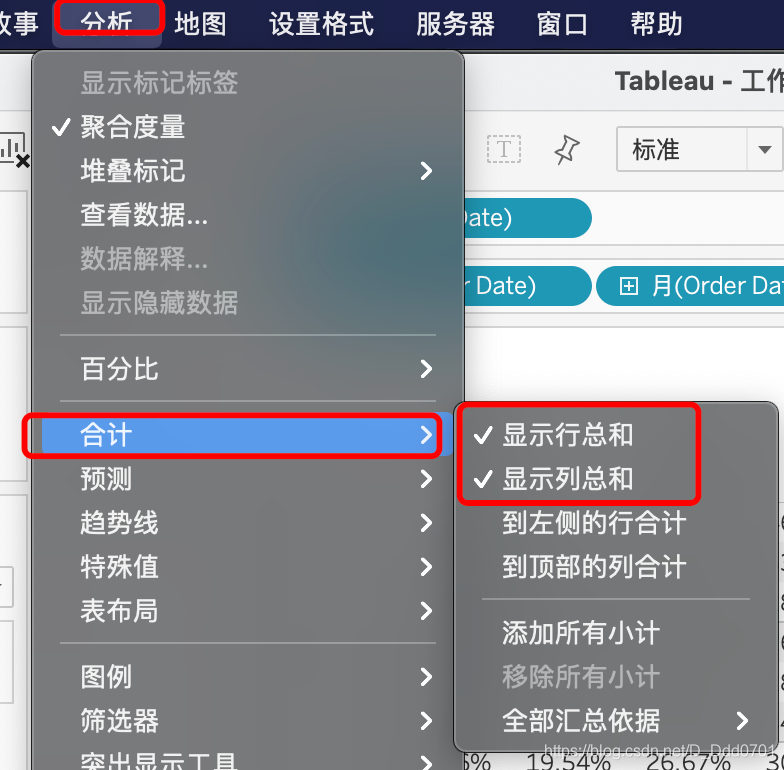 故事 分析 地图 设置格式 服务器 窗口 帮助
Tableau - 工作
显示标记标签
聚合度量
堆叠标记
查看数据...
数据解释...
显示隐藏数据
百分比
合计
预测
趋势线
特殊值
表布局
图例
筛选器
突出显示工具
T
标准
Date)
r Date)
月(Order Da
显示行总和
显示列总和
到左侧的行合计
到顶部的列合计
添加所有小计
移除所有小计
全部汇总依据
https://blog.csdn.net/D_Ddd0701
% 19.54% 26.67%